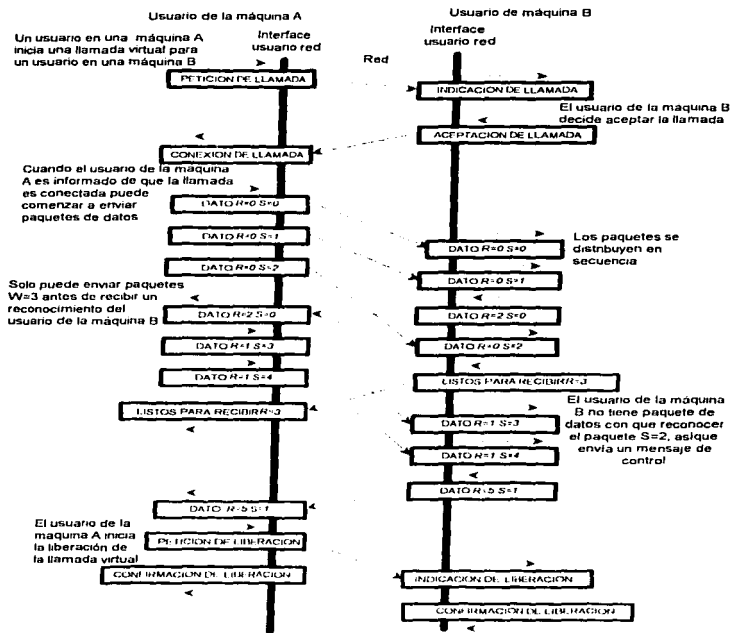 Usuario de la máquina A
Usuario de máquina B
Un usuario en una máquina A
inicia una llamada virtual para
un usuario en una máquina B
Interface
usuario red
Red
Interface
usuario red
PETICION DE LLAMADA
INDICACION DE LLAMADA
El usuario de la máquina B
decide aceptar la llamada
ACEPTACION DE LLAMADA
CONEXION DE LLAMADA
Cuando el usuario de la máquina
A es informado de que la llamada
es conectada puede
comenzar a enviar
paquetes de datos
DATO R=0 S=0
DATO R=0 S=1
DATO R=0 S=0
Los paquetes se
distribuyen en
secuencia
DATO R=0 S=2
DATO R=0 S=1
Solo puede enviar paquetes
W=3 antes de recibir un
reconocimiento del
usuario de la máquina B
DATO R=2 S=0
DATO R=2 S=0
DATO R=1 S=3
DATO R=0 S=2
DATO R=1 S=4
LISTOS PARA RECIBIR R=3
LISTOS PARA RECIBIR R=3
El usuario de la máquina
B no tiene paquete de
datos con que reconocer
el paquete S=2, asique
envía un mensaje de
control
DATO R=1 S=3
DATO R=1 S=4
DATO R=5 S=1
DATO R=5 S=1
El usuario de la
maquina A inicia
la liberación de
la llamada virtual
PETICION DE LIBERACION
CONFIRMACION DE LIBERACION
INDICACION DE LIBERACION
CONFIRMACION DE LIBERACION